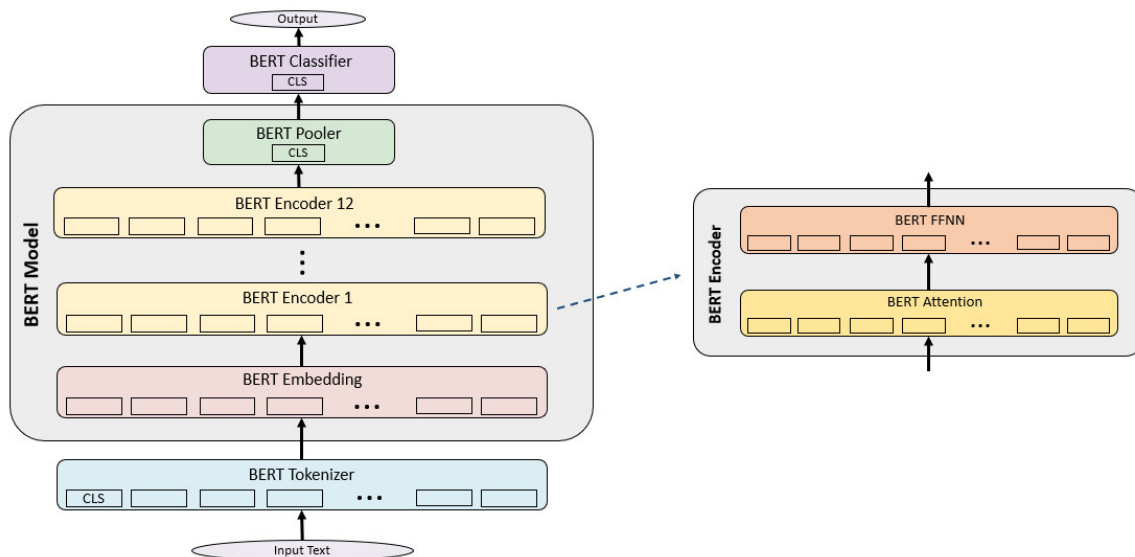 Output
BERT Classifier
CLS
BERT Pooler
CLS
BERT Encoder 12
...
BERT Model
BERT Encoder 1
...
BERT Embedding
...
BERT Tokenizer
CLS
...
Input Text
BERT Encoder
BERT FFNN
...
BERT Attention
...